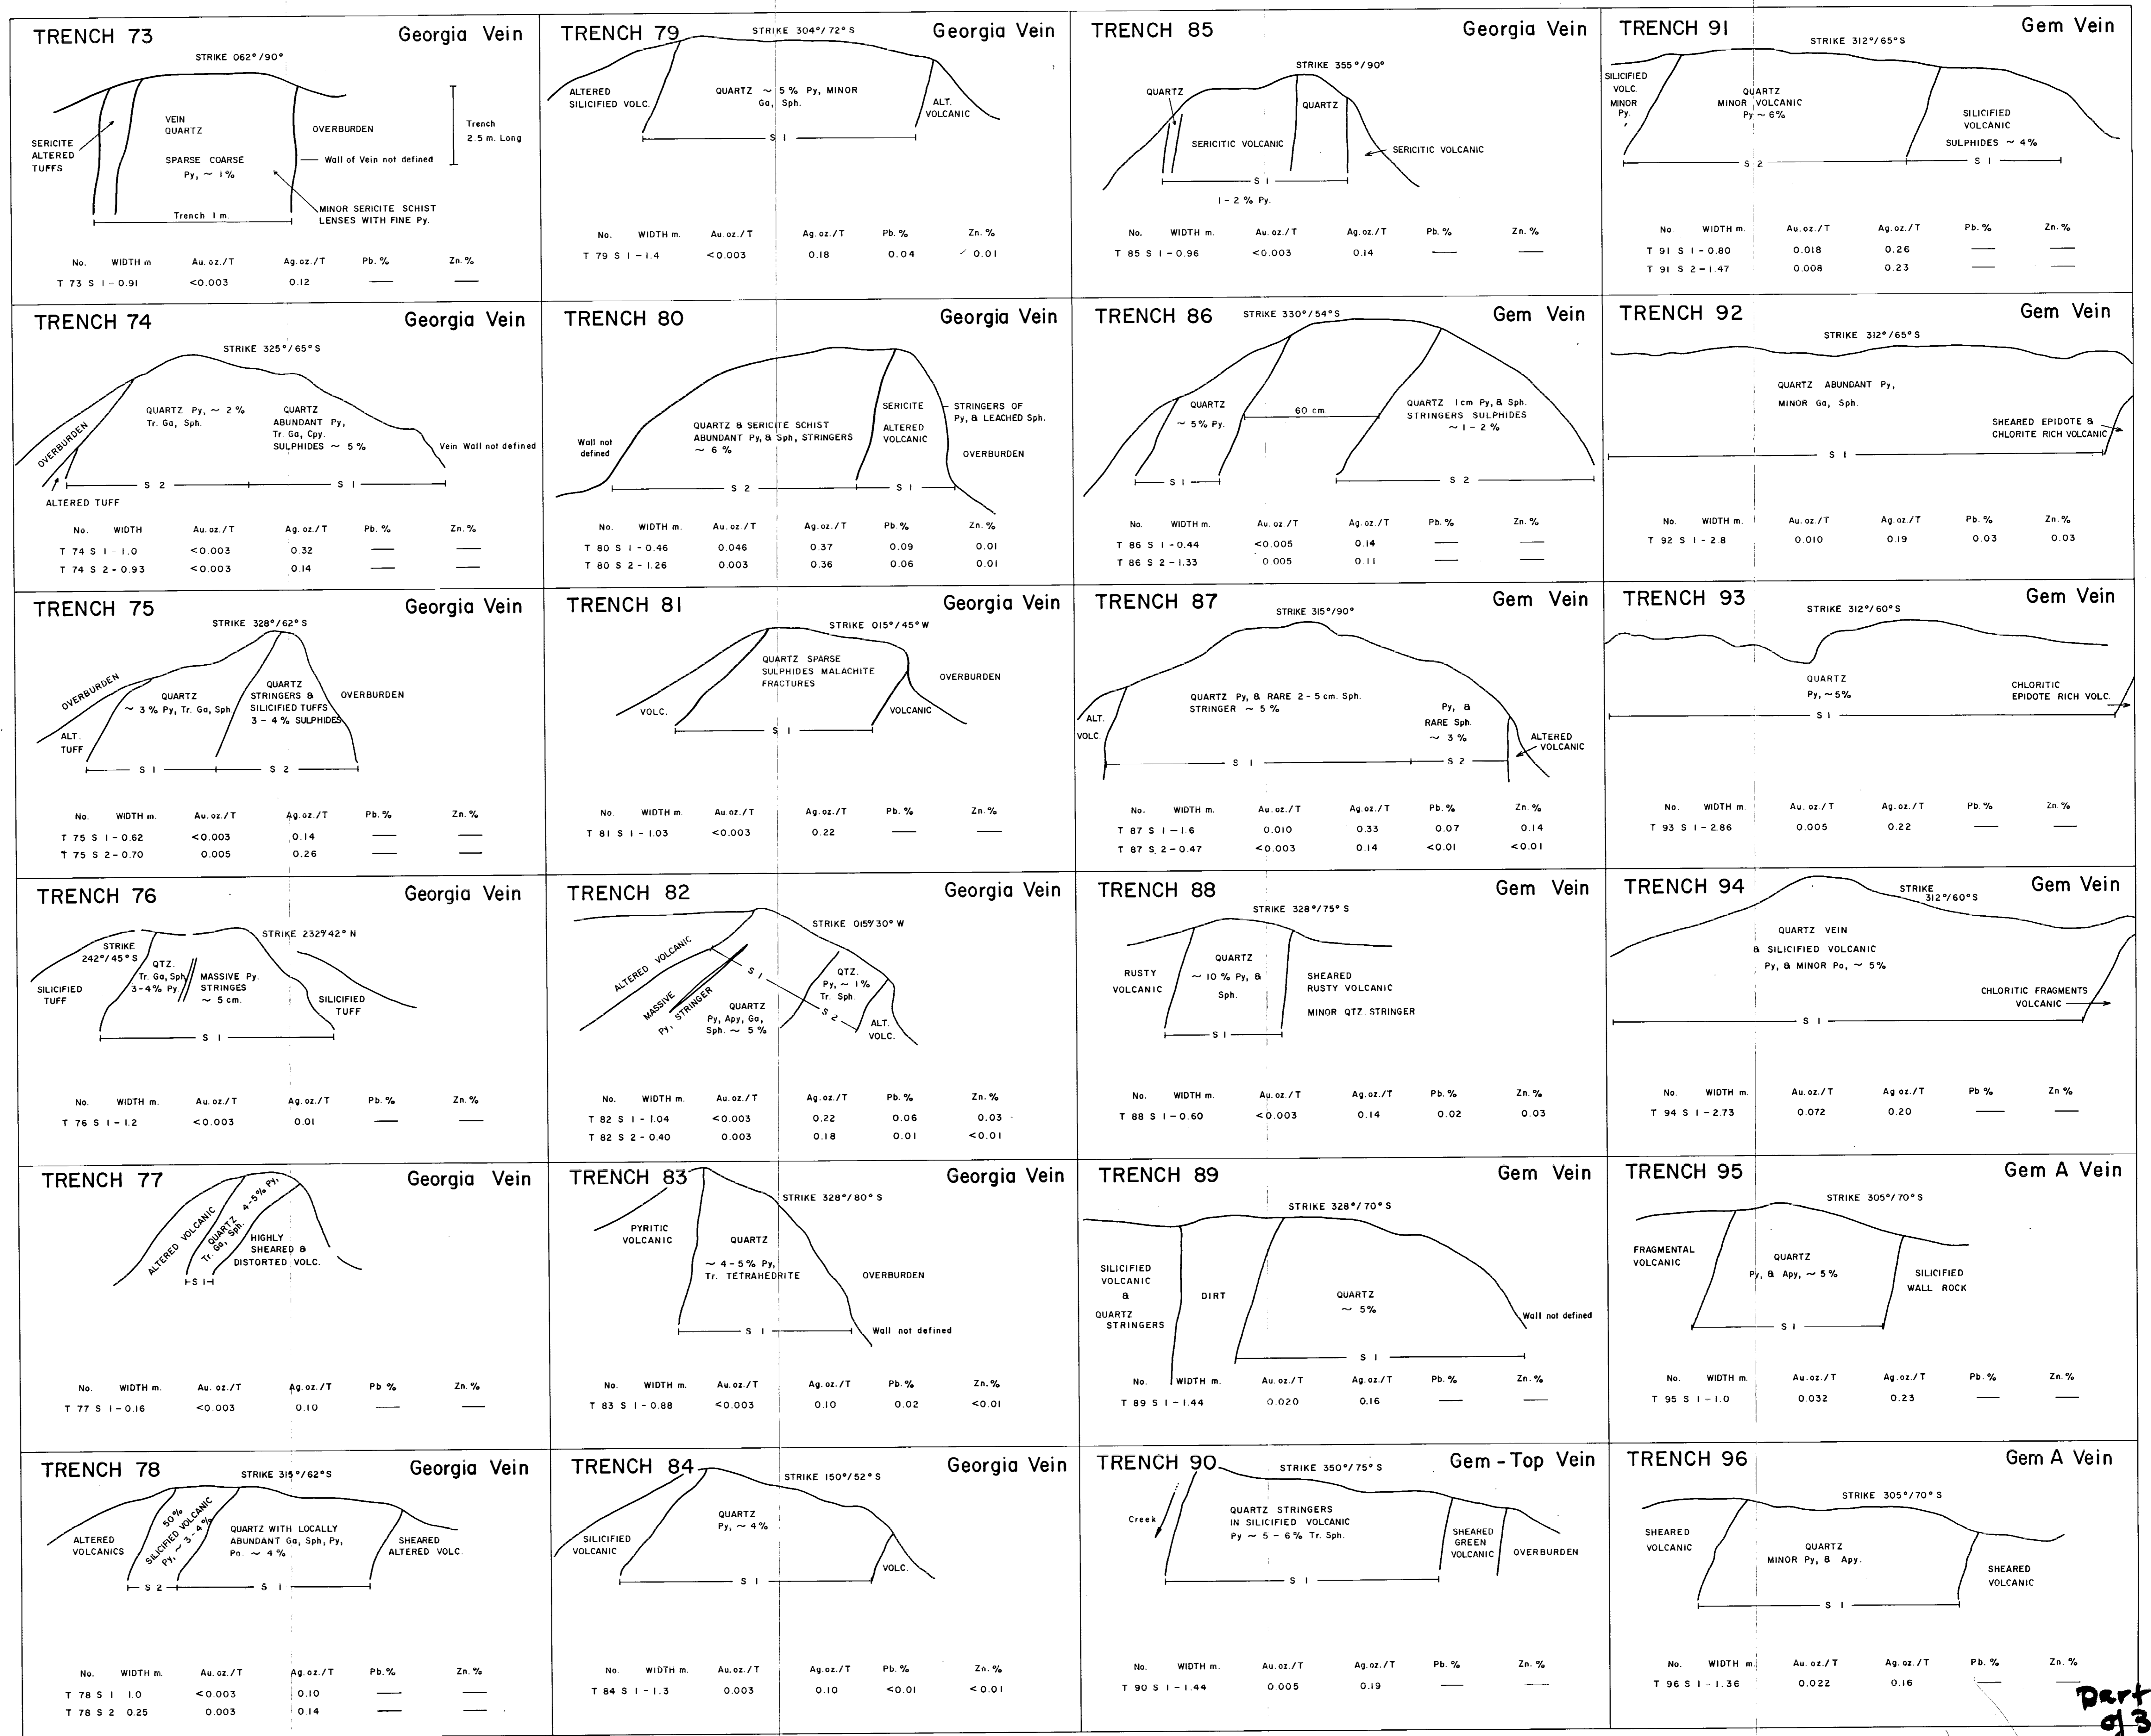 TRENCH 73 Georgia Vein
STRIKE 062°/90°
SERICITE
ALTERED
TUFFS
VEIN
QUARTZ
SPARSE COARSE
Py, ~ 1%
OVERBURDEN
Wall of Vein not defined
Trench
2.5 m. Long
MINOR SERICITE SCHIST
LENSES WITH FINE Py.
Trench 1 m.
No. WIDTH m Au. oz./T Ag. oz./T Pb. % Zn. %
T 73 S 1 - 0.91 <0.003 0.12 — —
TRENCH 74 Georgia Vein
STRIKE 325°/65° S
OVERBURDEN
QUARTZ Py, ~ 2 %
Tr. Ga, Sph.
QUARTZ
ABUNDANT Py,
Tr. Ga, Cpy.
SULPHIDES ~ 5 %
Vein Wall not defined
S 2 S 1
ALTERED TUFF
No. WIDTH Au. oz./T Ag. oz./T Pb. % Zn. %
T 74 S 1 - 1.0 <0.003 0.32 — —
T 74 S 2 - 0.93 <0.003 0.14 — —
TRENCH 75 Georgia Vein
STRIKE 328°/62° S
OVERBURDEN
ALT.
TUFF
QUARTZ
~ 3 % Py, Tr. Ga, Sph.
QUARTZ
STRINGERS &
SILICIFIED TUFFS
3 - 4 % SULPHIDES
OVERBURDEN
S 1 S 2
No. WIDTH m. Au. oz./T Ag. oz./T Pb. % Zn. %
T 75 S 1 - 0.62 <0.003 0.14 — —
T 75 S 2 - 0.70 0.005 0.26 — —
TRENCH 76 Georgia Vein
STRIKE
242°/45° S
STRIKE 232°/42° N
SILICIFIED
TUFF
QTZ.
Tr. Ga, Sph
3-4% Py.
MASSIVE Py.
STRINGES
~ 5 cm.
SILICIFIED
TUFF
S 1
No. WIDTH m. Au. oz./T Ag. oz./T Pb. % Zn. %
T 76 S 1 - 1.2 <0.003 0.01 — —
TRENCH 77 Georgia Vein
ALTERED VOLCANIC
QUARTZ 4-5% Py,
Tr. Ga, Sph.
HIGHLY
SHEARED &
DISTORTED VOLC.
S 1
No. WIDTH m. Au. oz./T Ag. oz./T Pb % Zn. %
T 77 S 1 - 0.16 <0.003 0.10 — —
TRENCH 78 Georgia Vein
STRIKE 315°/62° S
ALTERED
VOLCANICS
50%
SILICIFIED VOLCANIC
Py, ~ 3-4 %
QUARTZ WITH LOCALLY
ABUNDANT Ga, Sph, Py,
Po. ~ 4 %
SHEARED
ALTERED VOLC.
S 2 S 1
No. WIDTH m. Au. oz./T Ag. oz./T Pb. % Zn. %
T 78 S 1 1.0 <0.003 0.10 — —
T 78 S 2 0.25 0.003 0.14 — —
TRENCH 79 Georgia Vein
STRIKE 304°/72° S
ALTERED
SILICIFIED VOLC.
QUARTZ ~ 5 % Py, MINOR
Ga, Sph.
ALT.
VOLCANIC
S 1
No. WIDTH m. Au. oz./T Ag. oz./T Pb. % Zn. %
T 79 S 1 - 1.4 <0.003 0.18 0.04 0.01
TRENCH 80 Georgia Vein
Wall not
defined
QUARTZ & SERICITE SCHIST
ABUNDANT Py, & Sph, STRINGERS
~ 6 %
SERICITE
ALTERED
VOLCANIC
STRINGERS OF
Py, & LEACHED Sph.
OVERBURDEN
S 2 S 1
No. WIDTH m. Au. oz./T Ag. oz./T Pb. % Zn. %
T 80 S 1 - 0.46 0.046 0.37 0.09 0.01
T 80 S 2 - 1.26 0.003 0.36 0.06 0.01
TRENCH 81 Georgia Vein
STRIKE 015°/45° W
VOLC.
QUARTZ SPARSE
SULPHIDES MALACHITE
FRACTURES
OVERBURDEN
VOLCANIC
S 1
No. WIDTH m. Au. oz./T Ag. oz./T Pb. % Zn. %
T 81 S 1 - 1.03 <0.003 0.22 — —
TRENCH 82 Georgia Vein
STRIKE 015°/30° W
ALTERED VOLCANIC
MASSIVE
Py, STRINGER
S 1
QUARTZ
Py, Apy, Ga,
Sph. ~ 5 %
QTZ.
Py, ~ 1%
Tr. Sph.
S 2
ALT.
VOLC.
No. WIDTH m. Au. oz./T Ag. oz./T Pb. % Zn. %
T 82 S 1 - 1.04 <0.003 0.22 0.06 0.03
T 82 S 2 - 0.40 0.003 0.18 0.01 <0.01
TRENCH 83 Georgia Vein
STRIKE 328°/80° S
PYRITIC
VOLCANIC
QUARTZ
~ 4-5% Py,
Tr. TETRAHEDRITE
OVERBURDEN
S 1
Wall not defined
No. WIDTH m. Au. oz./T Ag. oz./T Pb. % Zn. %
T 83 S 1 - 0.88 <0.003 0.10 0.02 <0.01
TRENCH 84 Georgia Vein
STRIKE 150°/52° S
SILICIFIED
VOLCANIC
QUARTZ
Py, ~ 4%
VOLC.
S 1
No. WIDTH m. Au. oz./T Ag. oz./T Pb. % Zn. %
T 84 S 1 - 1.3 0.003 0.10 <0.01 <0.01
TRENCH 85 Georgia Vein
STRIKE 355°/90°
QUARTZ
QUARTZ
SERICITIC VOLCANIC
SERICITIC VOLCANIC
S 1
1 - 2 % Py.
No. WIDTH m. Au. oz./T Ag. oz./T Pb. % Zn. %
T 85 S 1 - 0.96 <0.003 0.14 — —
TRENCH 86 Gem Vein
STRIKE 330°/54° S
QUARTZ
~ 5% Py.
60 cm.
QUARTZ 1cm Py, & Sph.
STRINGERS SULPHIDES
~ 1 - 2 %
S 1 S 2
No. WIDTH m. Au. oz./T Ag. oz./T Pb. % Zn. %
T 86 S 1 - 0.44 <0.005 0.14 — —
T 86 S 2 - 1.33 0.005 0.11 — —
TRENCH 87 Gem Vein
STRIKE 315°/90°
ALT.
VOLC.
QUARTZ Py, & RARE 2 - 5 cm. Sph.
STRINGER ~ 5 %
Py, &
RARE Sph.
~ 3 %
ALTERED
VOLCANIC
S 1 S 2
No. WIDTH m. Au. oz./T Ag. oz./T Pb. % Zn. %
T 87 S 1 - 1.6 0.010 0.33 0.07 0.14
T 87 S 2 - 0.47 <0.003 0.14 <0.01 <0.01
TRENCH 88 Gem Vein
STRIKE 328°/75° S
RUSTY
VOLCANIC
QUARTZ
~ 10 % Py, &
Sph.
SHEARED
RUSTY VOLCANIC
MINOR QTZ. STRINGER
S 1
No. WIDTH m. Au. oz./T Ag. oz./T Pb. % Zn. %
T 88 S 1 - 0.60 <0.003 0.14 0.02 0.03
TRENCH 89 Gem Vein
STRIKE 328°/70° S
SILICIFIED
VOLCANIC
&
QUARTZ
STRINGERS
DIRT
QUARTZ
~ 5%
Wall not defined
S 1
No. WIDTH m. Au. oz./T Ag. oz./T Pb. % Zn. %
T 89 S 1 - 1.44 0.020 0.16 — —
TRENCH 90 Gem - Top Vein
STRIKE 350°/75° S
Creek
QUARTZ STRINGERS
IN SILICIFIED VOLCANIC
Py ~ 5 - 6% Tr. Sph.
SHEARED
GREEN
VOLCANIC
OVERBURDEN
S 1
No. WIDTH m. Au. oz./T Ag. oz./T Pb. % Zn. %
T 90 S 1 - 1.44 0.005 0.19 — —
TRENCH 91 Gem Vein
STRIKE 312°/65° S
SILICIFIED
VOLC.
MINOR
Py.
QUARTZ
MINOR VOLCANIC
Py ~ 6%
SILICIFIED
VOLCANIC
SULPHIDES ~ 4%
S 2 S 1
No. WIDTH m. Au. oz./T Ag. oz./T Pb. % Zn. %
T 91 S 1 - 0.80 0.018 0.26 — —
T 91 S 2 - 1.47 0.008 0.23 — —
TRENCH 92 Gem Vein
STRIKE 312°/65° S
QUARTZ ABUNDANT Py,
MINOR Ga, Sph.
SHEARED EPIDOTE &
CHLORITE RICH VOLCANIC
S 1
No. WIDTH m. Au. oz./T Ag. oz./T Pb. % Zn. %
T 92 S 1 - 2.8 0.010 0.19 0.03 0.03
TRENCH 93 Gem Vein
STRIKE 312°/60° S
QUARTZ
Py, ~ 5%
CHLORITIC
EPIDOTE RICH VOLC.
S 1
No. WIDTH m. Au. oz./T Ag. oz./T Pb. % Zn. %
T 93 S 1 - 2.86 0.005 0.22 — —
TRENCH 94 Gem Vein
STRIKE
312°/60° S
QUARTZ VEIN
& SILICIFIED VOLCANIC
Py, & MINOR Po, ~ 5%
CHLORITIC FRAGMENTS
VOLCANIC
S 1
No. WIDTH m. Au. oz./T Ag oz./T Pb % Zn. %
T 94 S 1 - 2.73 0.072 0.20 — —
TRENCH 95 Gem A Vein
STRIKE 305°/70° S
FRAGMENTAL
VOLCANIC
QUARTZ
Py, & Apy, ~ 5%
SILICIFIED
WALL ROCK
S 1
No. WIDTH m. Au. oz./T Ag. oz./T Pb. % Zn. %
T 95 S 1 - 1.0 0.032 0.23 — —
TRENCH 96 Gem A Vein
STRIKE 305°/70° S
SHEARED
VOLCANIC
QUARTZ
MINOR Py, & Apy.
SHEARED
VOLCANIC
S 1
No. WIDTH m. Au. oz./T Ag. oz./T Pb. % Zn. %
T 96 S 1 - 1.36 0.022 0.16 — —
Part
of 3